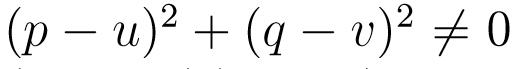 (p − u)² + (q − v)² ≠ 0